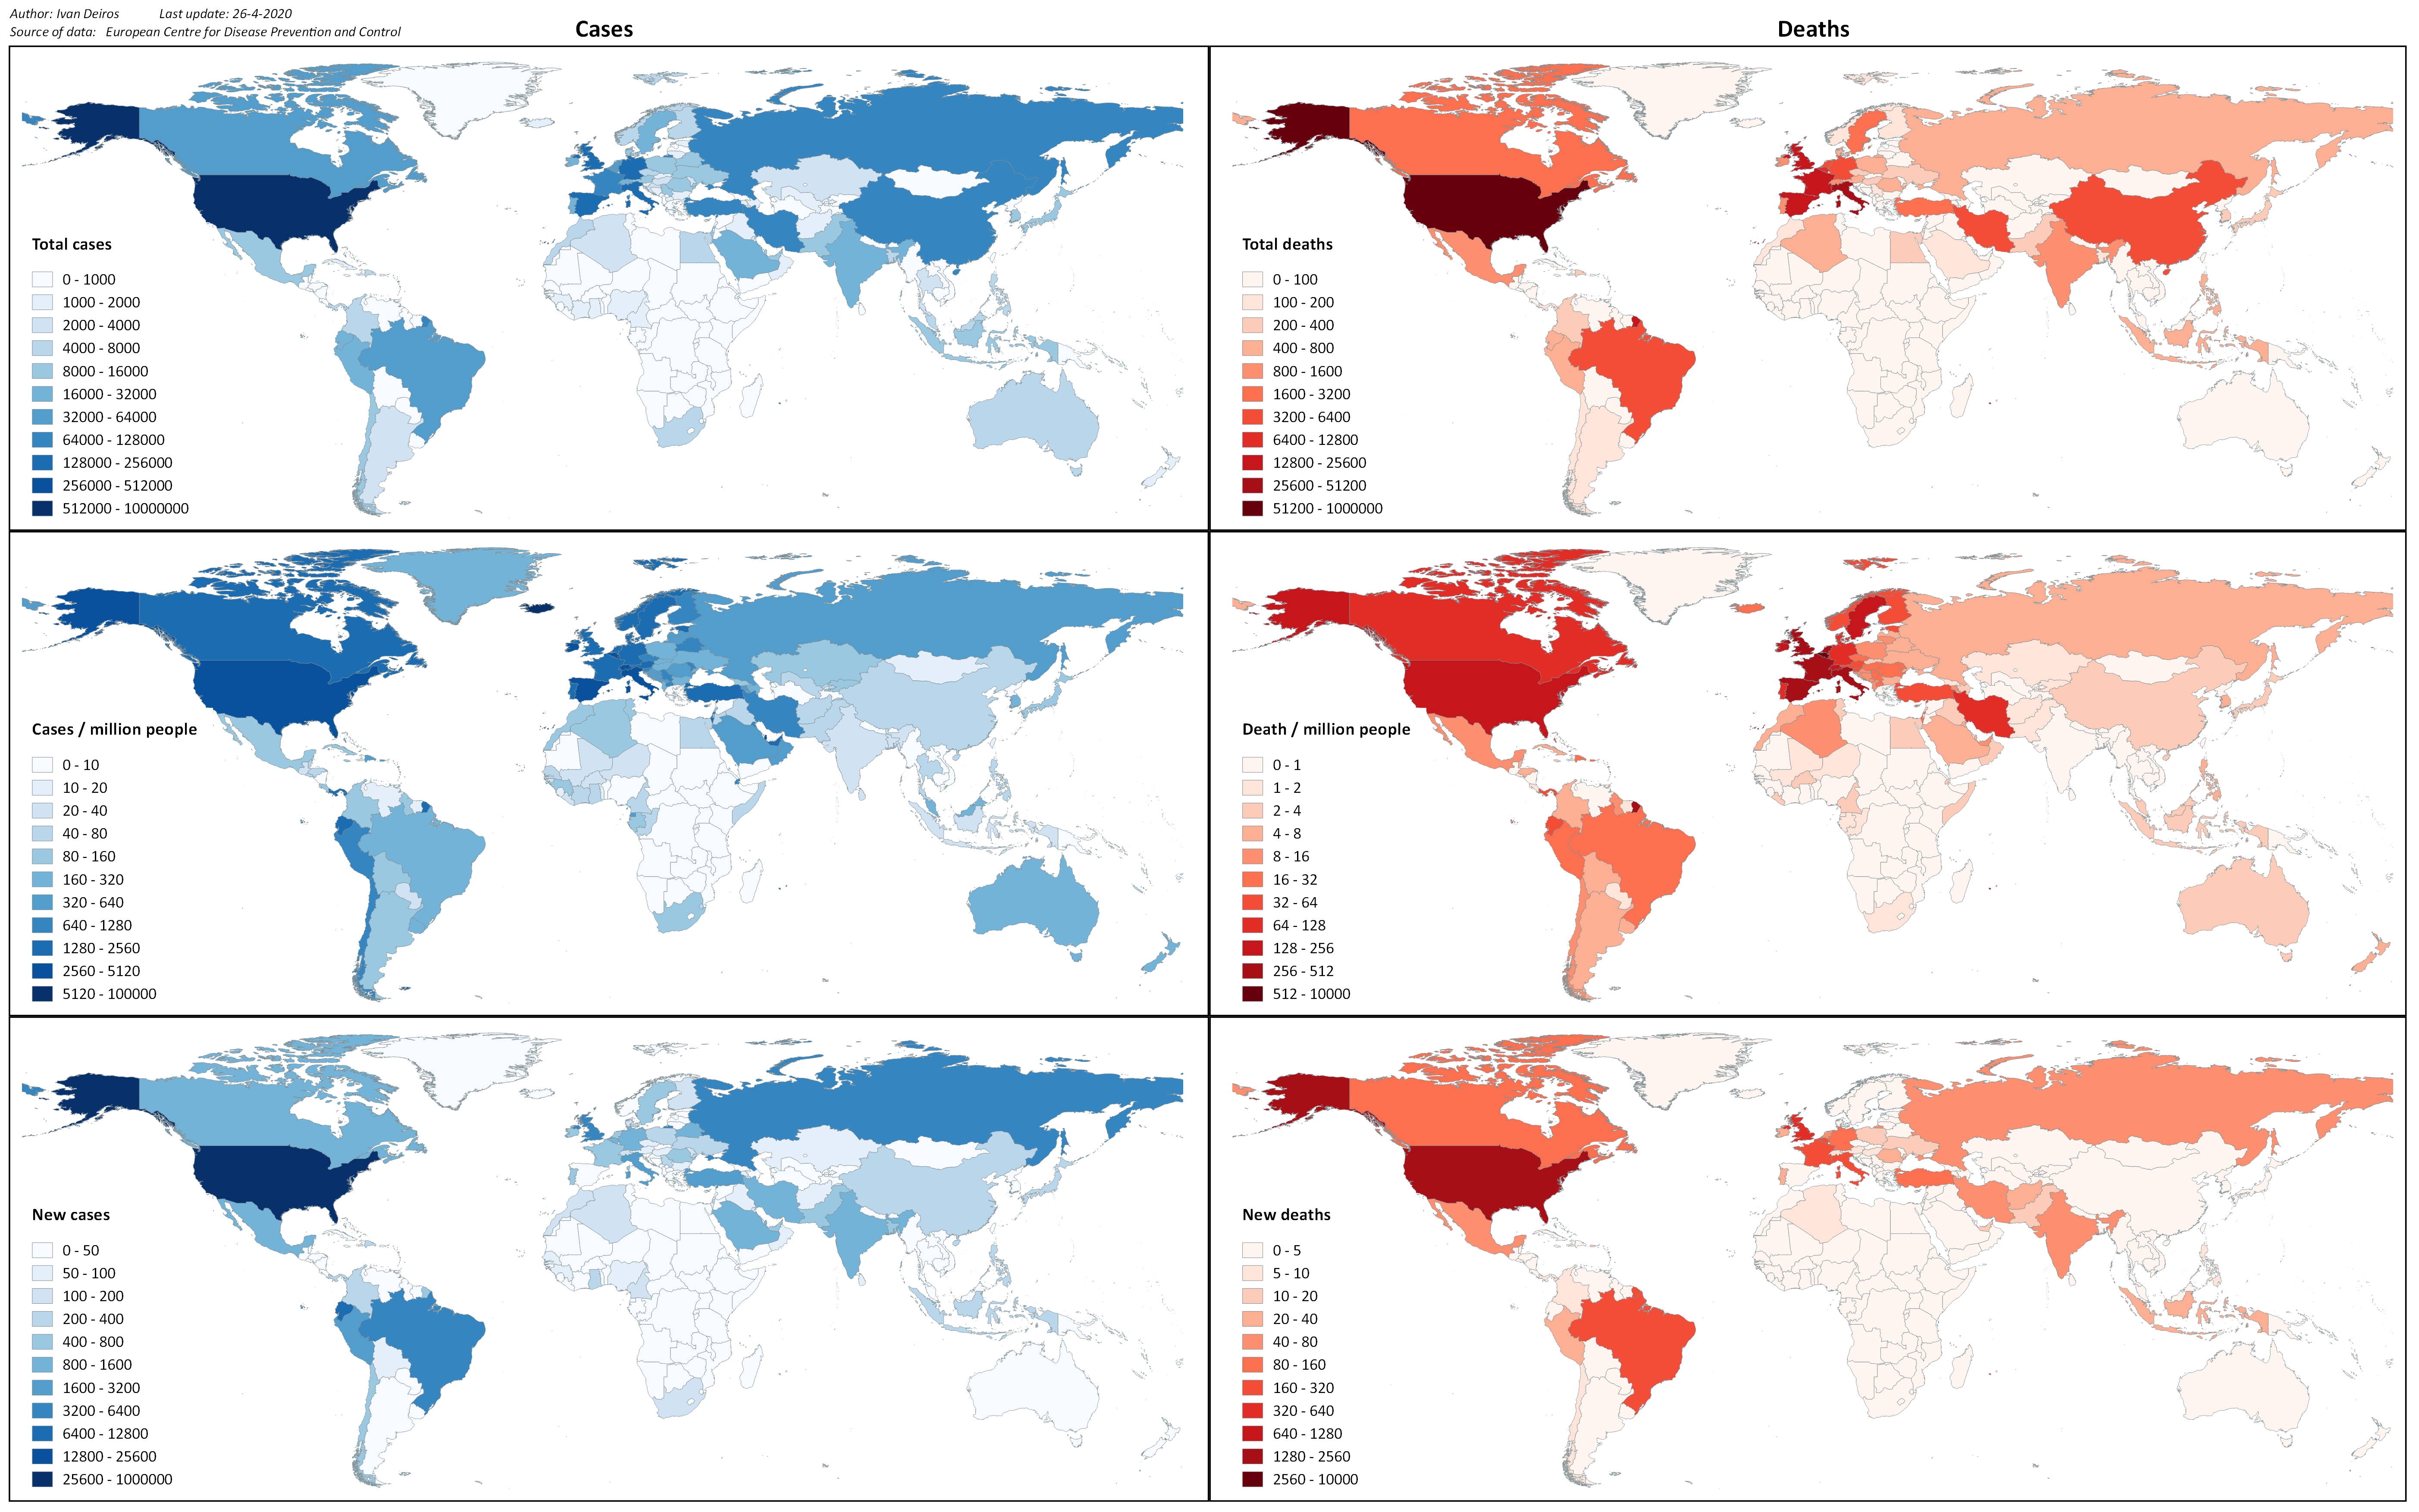 Author: Ivan Deiros Last update: 26-4-2020
Source of data: European Centre for Disease Prevention and Control
Cases
Deaths
Total cases
0 - 1000
1000 - 2000
2000 - 4000
4000 - 8000
8000 - 16000
16000 - 32000
32000 - 64000
64000 - 128000
128000 - 256000
256000 - 512000
512000 - 10000000
Total deaths
0 - 100
100 - 200
200 - 400
400 - 800
800 - 1600
1600 - 3200
3200 - 6400
6400 - 12800
12800 - 25600
25600 - 51200
51200 - 1000000
Cases / million people
0 - 10
10 - 20
20 - 40
40 - 80
80 - 160
160 - 320
320 - 640
640 - 1280
1280 - 2560
2560 - 5120
5120 - 100000
Death / million people
0 - 1
1 - 2
2 - 4
4 - 8
8 - 16
16 - 32
32 - 64
64 - 128
128 - 256
256 - 512
512 - 10000
New cases
0 - 50
50 - 100
100 - 200
200 - 400
400 - 800
800 - 1600
1600 - 3200
3200 - 6400
6400 - 12800
12800 - 25600
25600 - 1000000
New deaths
0 - 5
5 - 10
10 - 20
20 - 40
40 - 80
80 - 160
160 - 320
320 - 640
640 - 1280
1280 - 2560
2560 - 10000